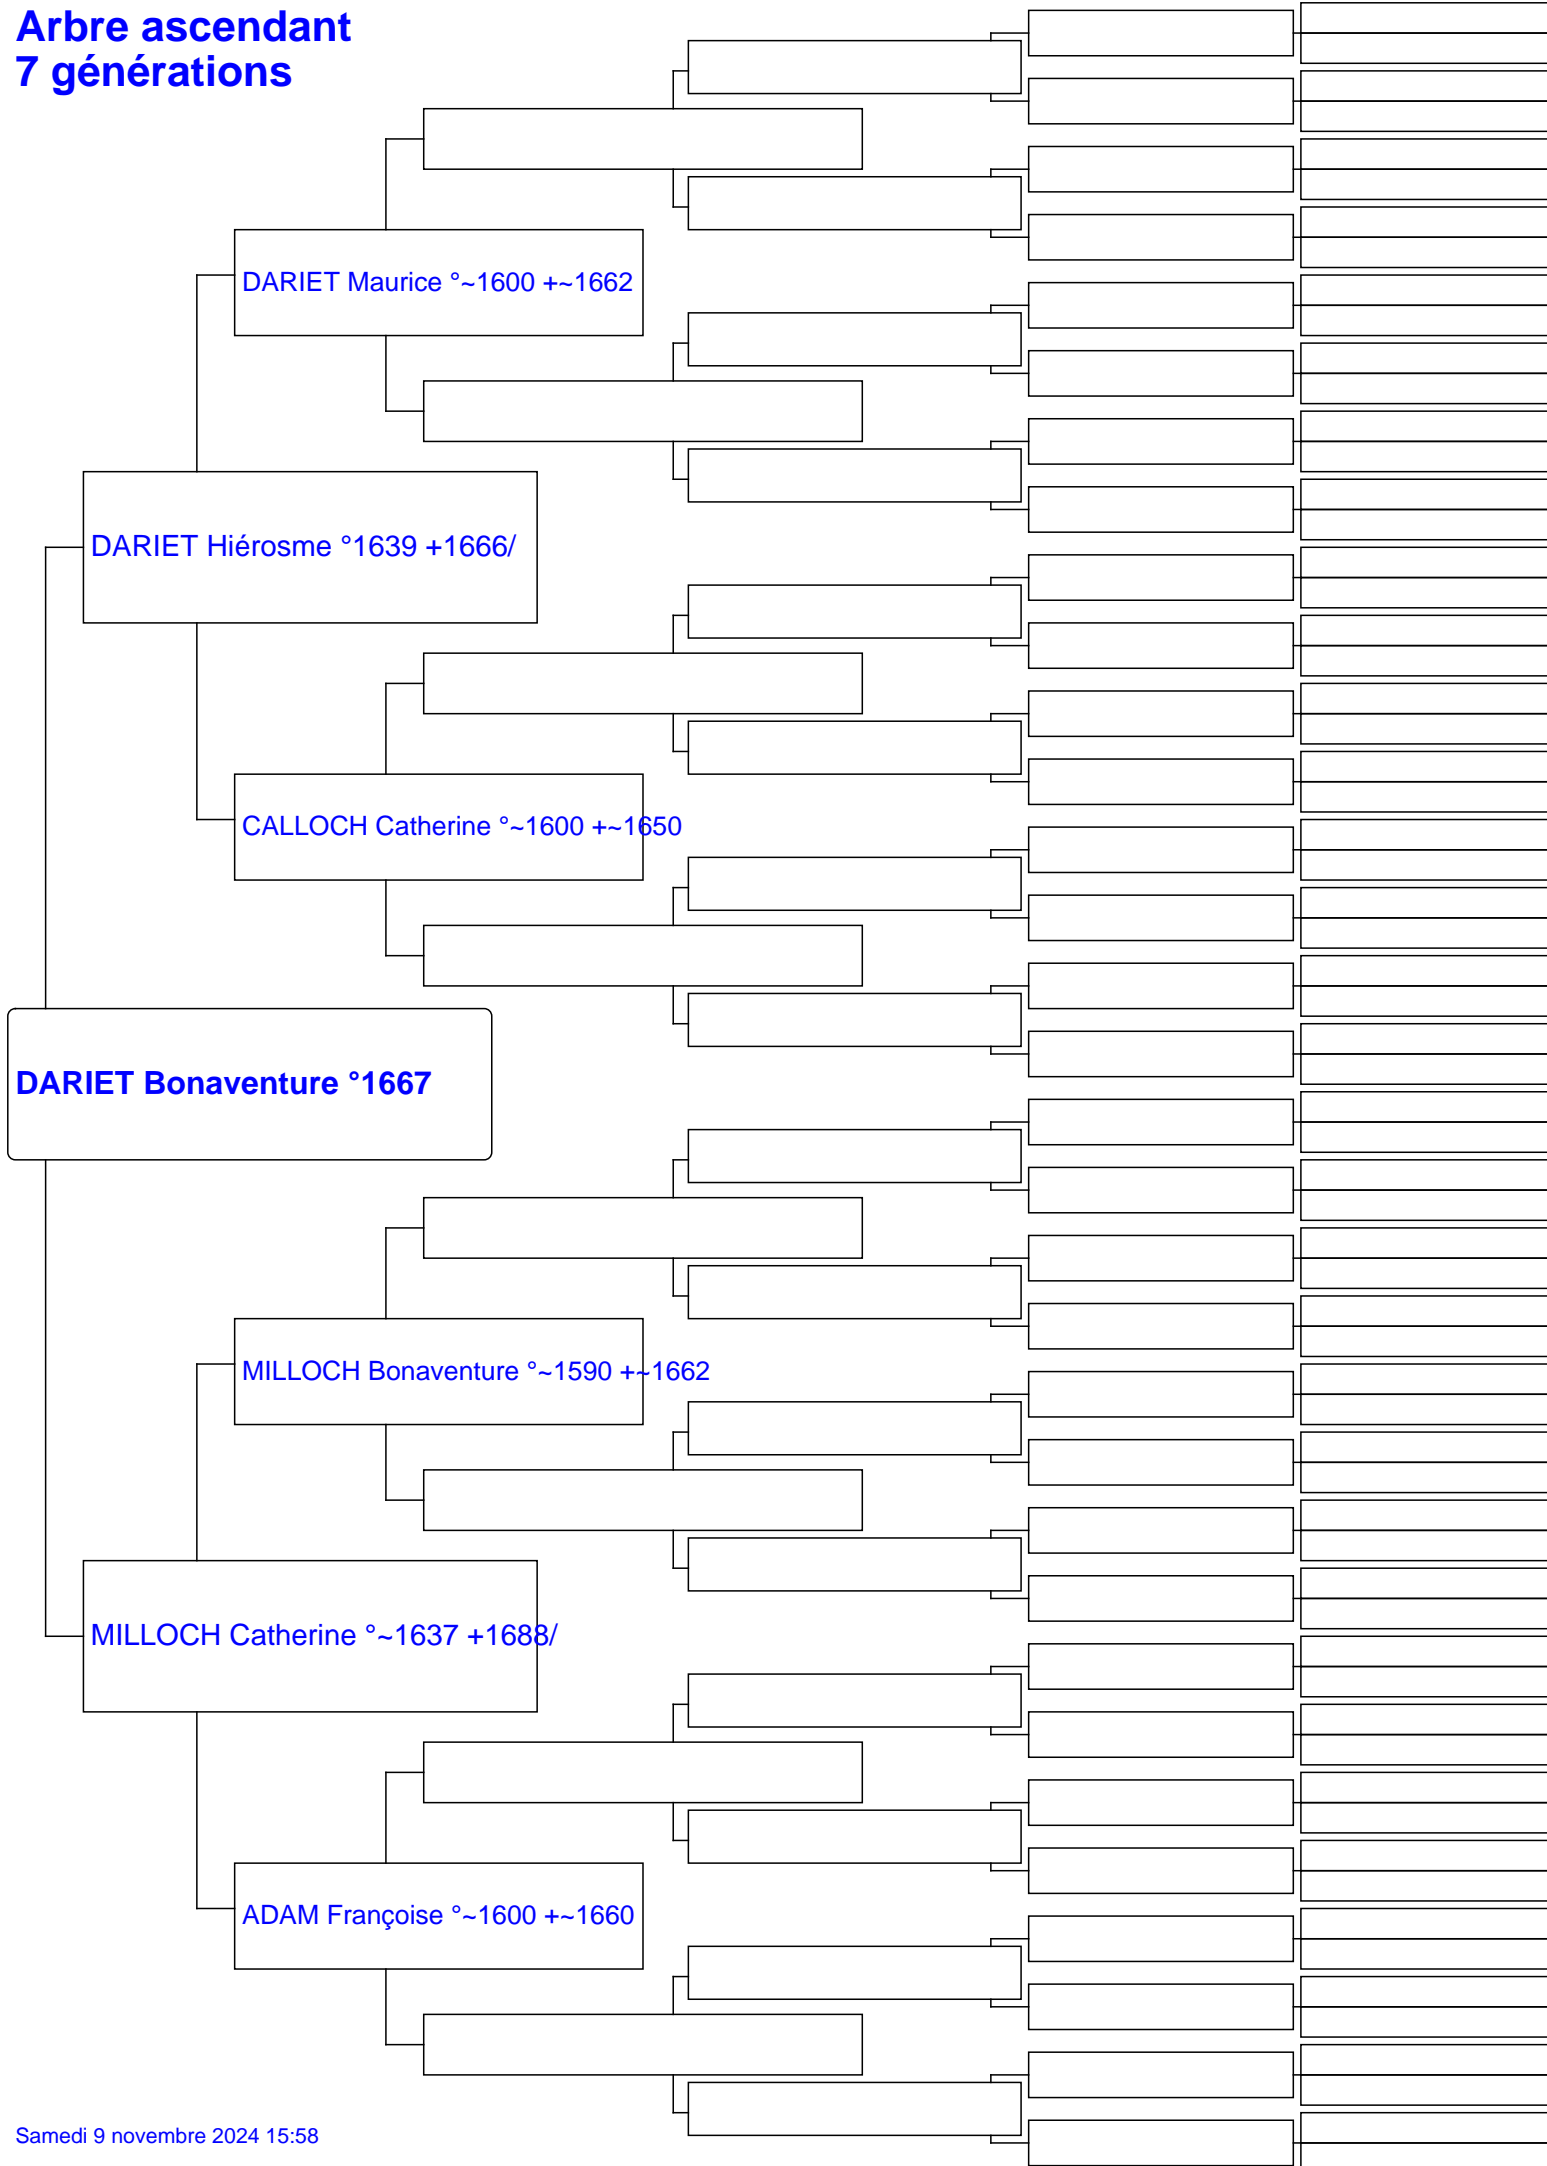 Arbre ascendant
7 générations
DARIET Maurice °~1600 +~1662
DARIET Hiérosme °1639 +1666/
CALLOCH Catherine °~1600 +~1650
DARIET Bonaventure °1667
MILLOCH Bonaventure °~1590 +~1662
MILLOCH Catherine °~1637 +1688/
ADAM Françoise °~1600 +~1660
Samedi 9 novembre 2024 15:58